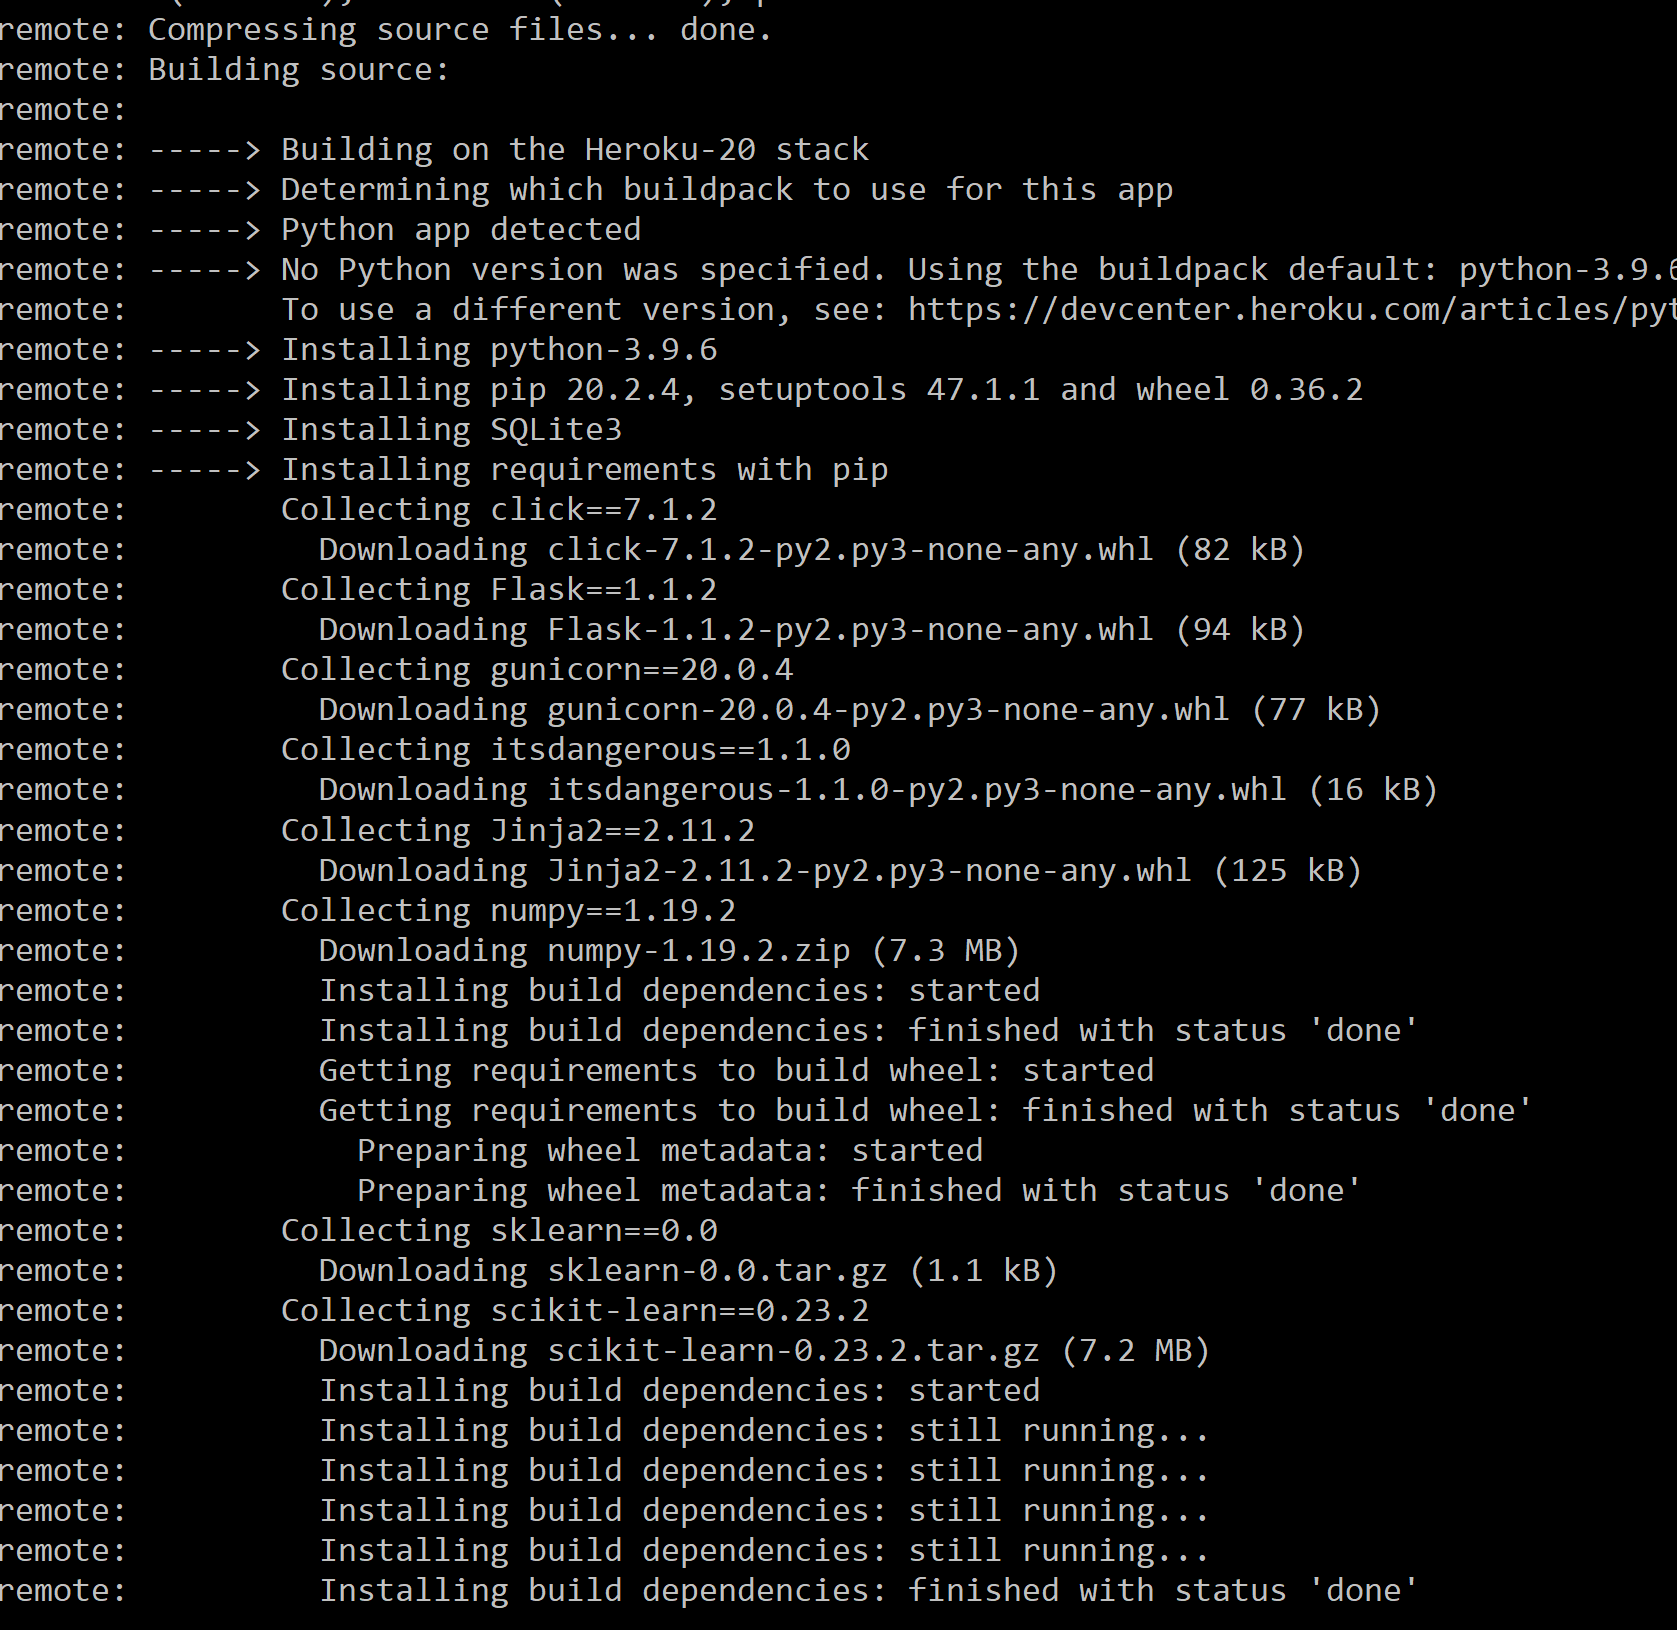 remote: Compressing source files... done.
remote: Building source:
remote:
remote: -----> Building on the Heroku-20 stack
remote: -----> Determining which buildpack to use for this app
remote: -----> Python app detected
remote: -----> No Python version was specified. Using the buildpack default: python-3.9.6
remote:        To use a different version, see: https://devcenter.heroku.com/articles/pyt
remote: -----> Installing python-3.9.6
remote: -----> Installing pip 20.2.4, setuptools 47.1.1 and wheel 0.36.2
remote: -----> Installing SQLite3
remote: -----> Installing requirements with pip
remote:        Collecting click==7.1.2
remote:          Downloading click-7.1.2-py2.py3-none-any.whl (82 kB)
remote:        Collecting Flask==1.1.2
remote:          Downloading Flask-1.1.2-py2.py3-none-any.whl (94 kB)
remote:        Collecting gunicorn==20.0.4
remote:          Downloading gunicorn-20.0.4-py2.py3-none-any.whl (77 kB)
remote:        Collecting itsdangerous==1.1.0
remote:          Downloading itsdangerous-1.1.0-py2.py3-none-any.whl (16 kB)
remote:        Collecting Jinja2==2.11.2
remote:          Downloading Jinja2-2.11.2-py2.py3-none-any.whl (125 kB)
remote:        Collecting numpy==1.19.2
remote:          Downloading numpy-1.19.2.zip (7.3 MB)
remote:          Installing build dependencies: started
remote:          Installing build dependencies: finished with status 'done'
remote:          Getting requirements to build wheel: started
remote:          Getting requirements to build wheel: finished with status 'done'
remote:            Preparing wheel metadata: started
remote:            Preparing wheel metadata: finished with status 'done'
remote:        Collecting sklearn==0.0
remote:          Downloading sklearn-0.0.tar.gz (1.1 kB)
remote:        Collecting scikit-learn==0.23.2
remote:          Downloading scikit-learn-0.23.2.tar.gz (7.2 MB)
remote:          Installing build dependencies: started
remote:          Installing build dependencies: still running...
remote:          Installing build dependencies: still running...
remote:          Installing build dependencies: still running...
remote:          Installing build dependencies: still running...
remote:          Installing build dependencies: finished with status 'done'